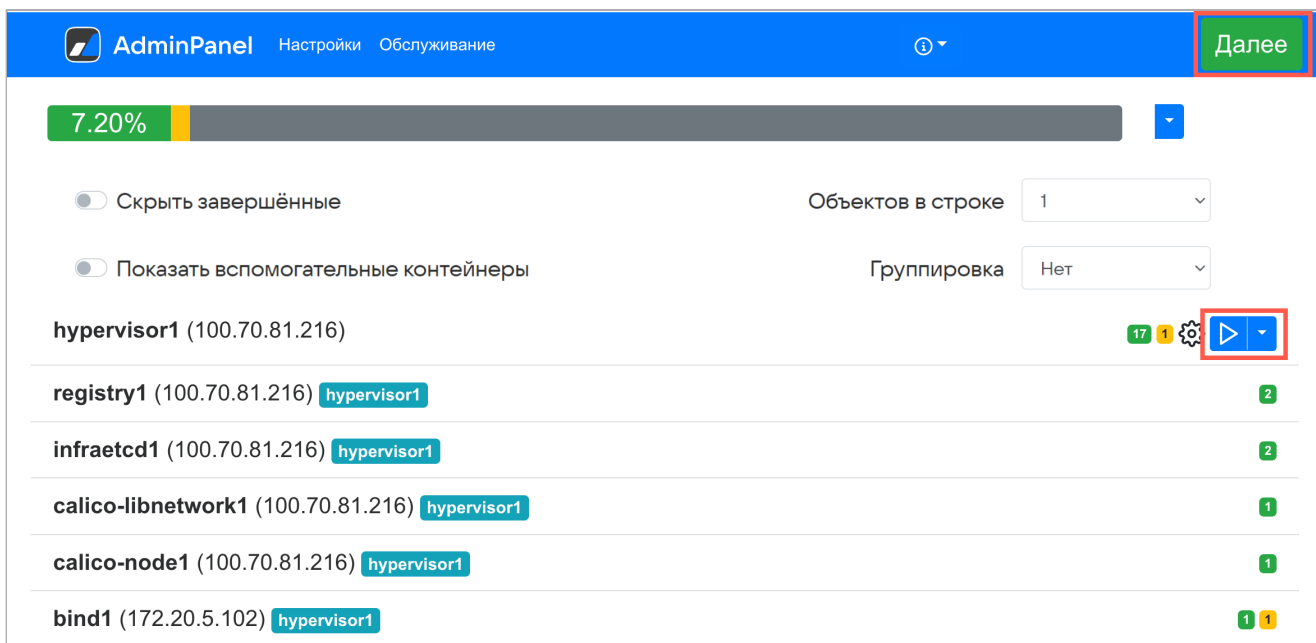 AdminPanel Настройки Обслуживание Далее
7.20%
Скрыть завершённые Объектов в строке 1
Показать вспомогательные контейнеры Группировка Нет
hypervisor1 (100.70.81.216) 17 1
registry1 (100.70.81.216) hypervisor1 2
infraetcd1 (100.70.81.216) hypervisor1 2
calico-libnetwork1 (100.70.81.216) hypervisor1 1
calico-node1 (100.70.81.216) hypervisor1 1
bind1 (172.20.5.102) hypervisor1 1 1